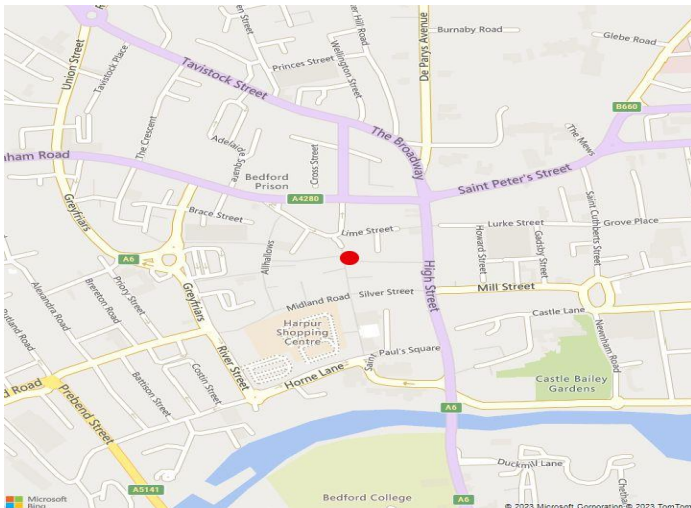 Burnaby Road
Glebe Road
De Parys Avenue
Union Street
Tavistock Place
Princes Street
Wellington Street
Tavistock Street
B660
The Crescent
Adelaide
Square
The Broadway
The Mews
Bedford
Prison
Cross Street
Saint Peter's Street
A4280
Saint Cuthberts Street
Greyfriars
Brace Street
Lime Street
Lurke Street
Grove Place
A6
Allhallows
Howard Street
Gadsby Street
High Street
Greyfriars
Priory Street
Brereton Road
Alexandra Road
Midland Road
Silver Street
Mill Street
Castle Lane
Harpur
Shopping
Centre
River Street
Saint
Paul's Square
Newnham Road
Horne Lane
Costin Street
Battison Street
Prebend Street
Castle Bailey
Gardens
A6
A5141
Bedford College
Duckmill Lane
A6
Microsoft
Bing
© 2023 Microsoft Corporation © 2023 TomTom